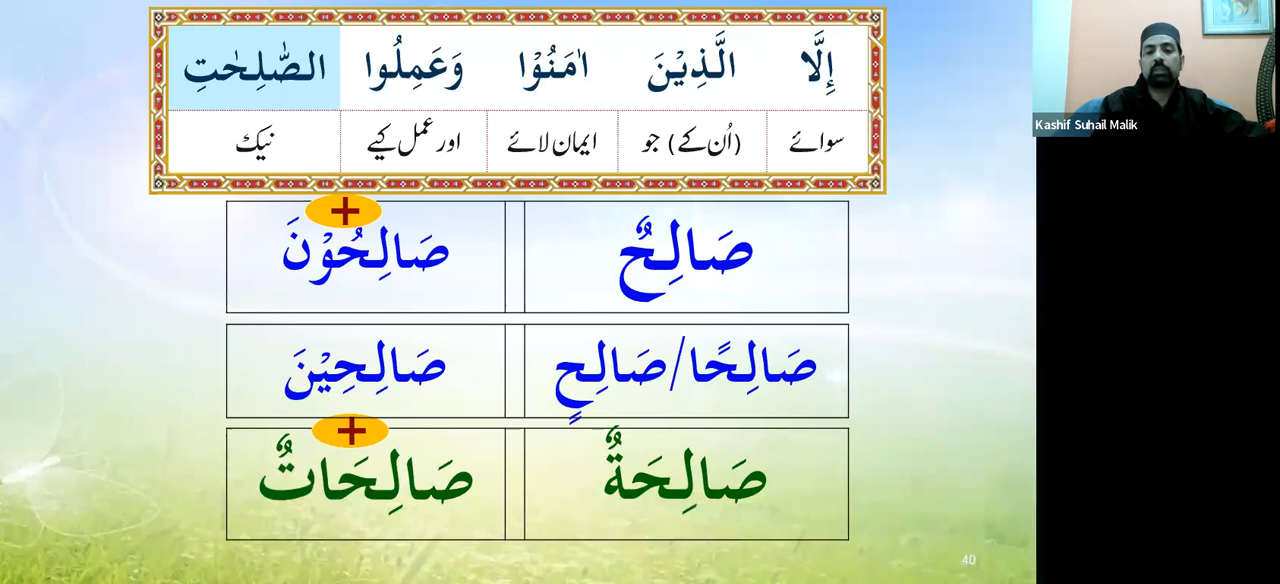 إِلَّا الَّذِيْنَ اٰمَنُوْا وَعَمِلُوا الصّٰلِحٰتِ
سوائے (اُن کے) جو ایمان لائے اور عمل کیے نیک
صَالِحٌ صَالِحُوْنَ
+
صَالِحًا/صَالِحٍ صَالِحِيْنَ
صَالِحَةٌ صَالِحَاتٌ
+
40
Kashif Suhail Malik